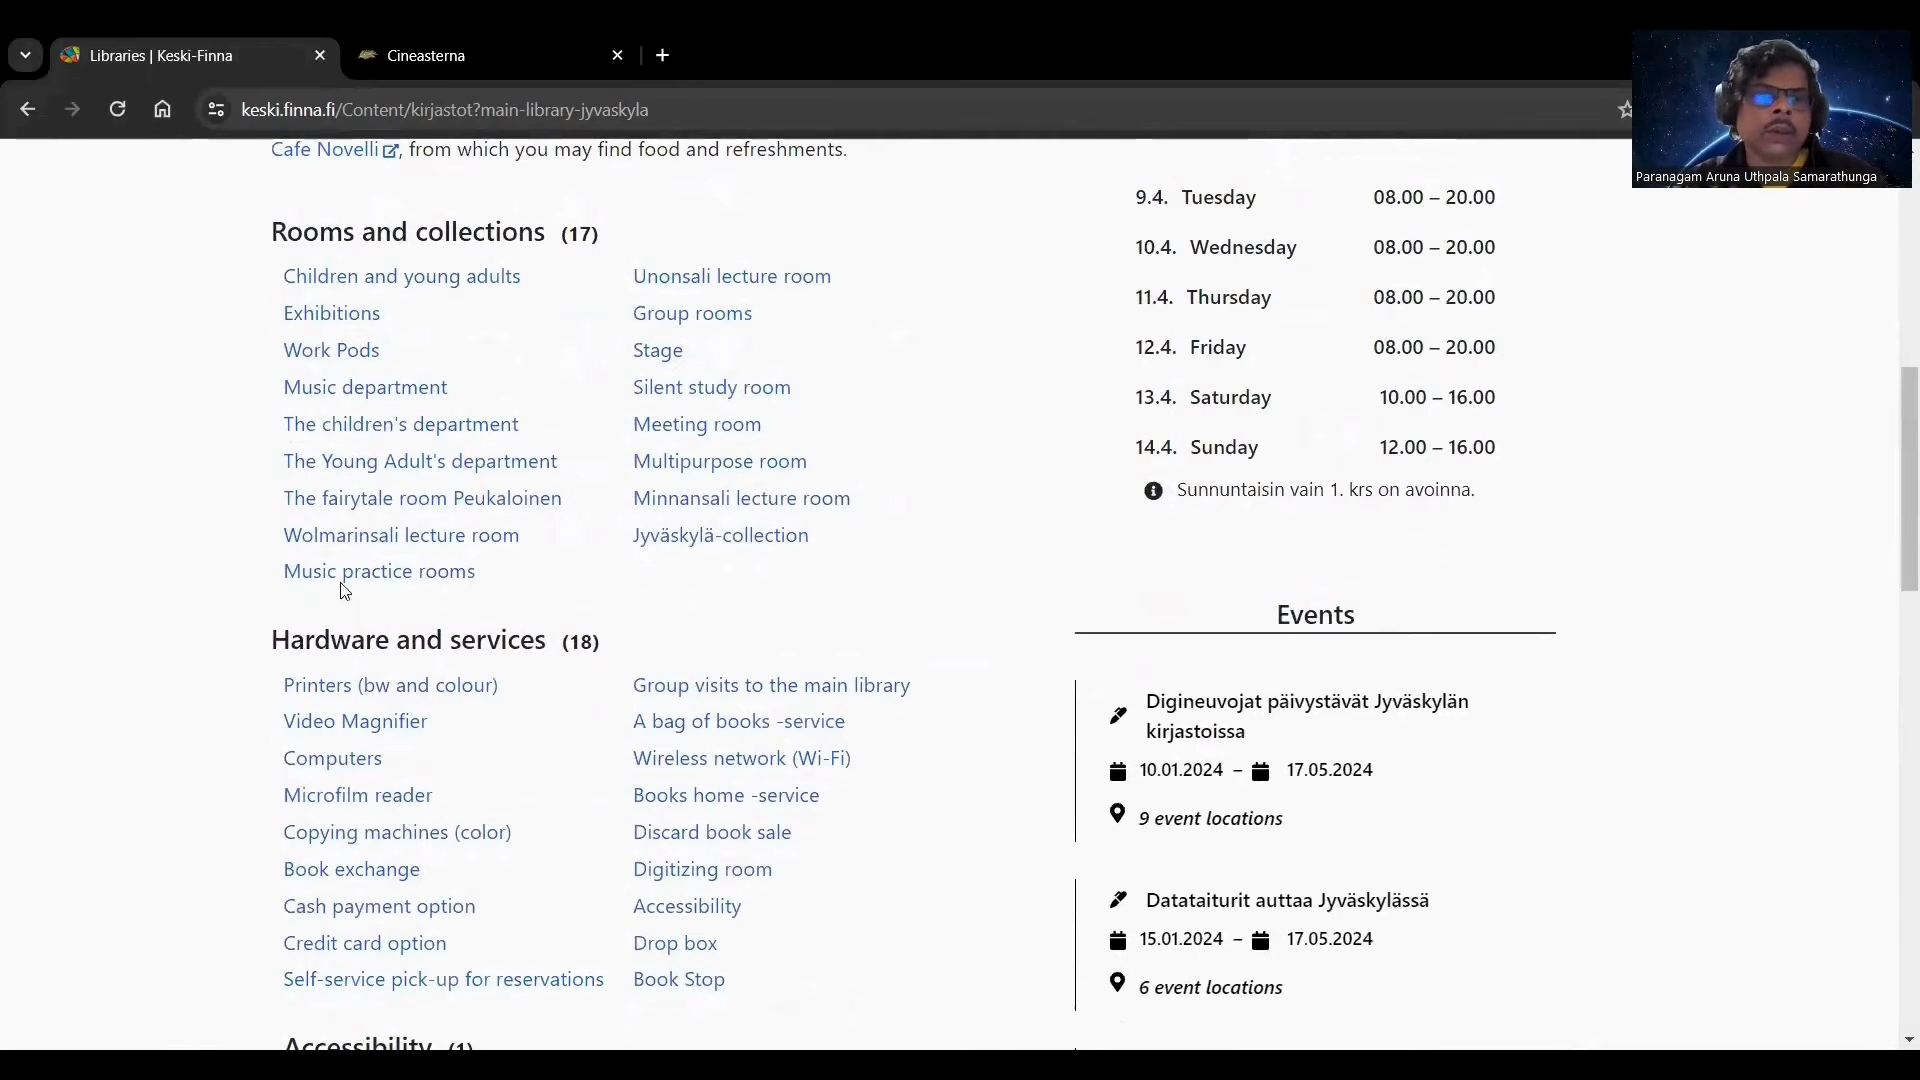 Libraries | Keski-Finna
Cineasterna
keski.finna.fi/Content/kirjastot?main-library-jyvaskyla
Paranagam Aruna Uthpala Samarathunga
Cafe Novelli, from which you may find food and refreshments.
Rooms and collections (17)
Children and young adults
Exhibitions
Work Pods
Music department
The children's department
The Young Adult's department
The fairytale room Peukaloinen
Wolmarinsali lecture room
Music practice rooms
Unonsali lecture room
Group rooms
Stage
Silent study room
Meeting room
Multipurpose room
Minnansali lecture room
Jyväskylä-collection
Hardware and services (18)
Printers (bw and colour)
Video Magnifier
Computers
Microfilm reader
Copying machines (color)
Book exchange
Cash payment option
Credit card option
Self-service pick-up for reservations
Group visits to the main library
A bag of books -service
Wireless network (Wi-Fi)
Books home -service
Discard book sale
Digitizing room
Accessibility
Drop box
Book Stop
Accessibility (1)
9.4. Tuesday 08.00 – 20.00
10.4. Wednesday 08.00 – 20.00
11.4. Thursday 08.00 – 20.00
12.4. Friday 08.00 – 20.00
13.4. Saturday 10.00 – 16.00
14.4. Sunday 12.00 – 16.00
Sunnuntaisin vain 1. krs on avoinna.
Events
Digineuvojat päivystävät Jyväskylän
kirjastoissa
10.01.2024 – 17.05.2024
9 event locations
Datataiturit auttaa Jyväskylässä
15.01.2024 – 17.05.2024
6 event locations